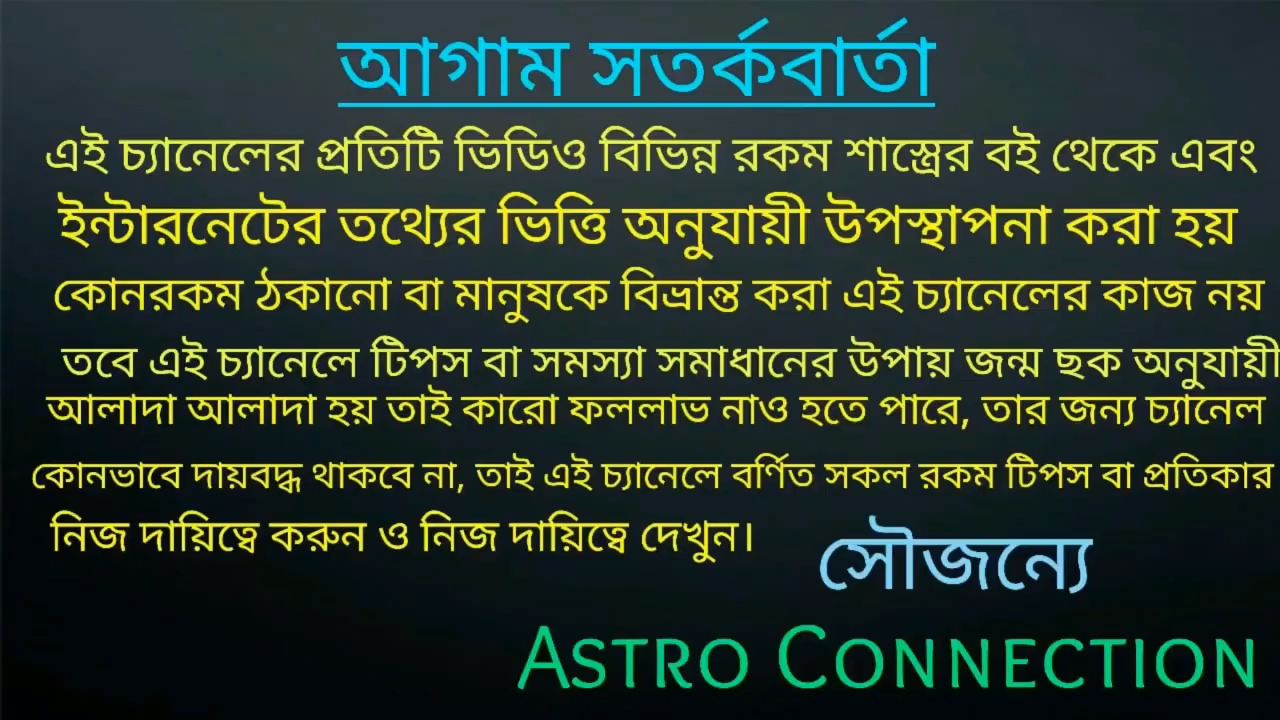 আগাম সতর্কবার্তা
এই চ্যানেলের প্রতিটি ভিডিও বিভিন্ন রকম শাস্ত্রের বই থেকে এবং
ইন্টারনেটের তথ্যের ভিত্তি অনুযায়ী উপস্থাপনা করা হয়
কোনরকম ঠকানো বা মানুষকে বিভ্রান্ত করা এই চ্যানেলের কাজ নয়
তবে এই চ্যানেলে টিপস বা সমস্যা সমাধানের উপায় জন্ম ছক অনুযায়ী
আলাদা আলাদা হয় তাই কারো ফললাভ নাও হতে পারে, তার জন্য চ্যানেল
কোনভাবে দায়বদ্ধ থাকবে না, তাই এই চ্যানেলে বর্ণিত সকল রকম টিপস বা প্রতিকার
নিজ দায়িত্বে করুন ও নিজ দায়িত্বে দেখুন।
সৌজন্যে
ASTRO CONNECTION